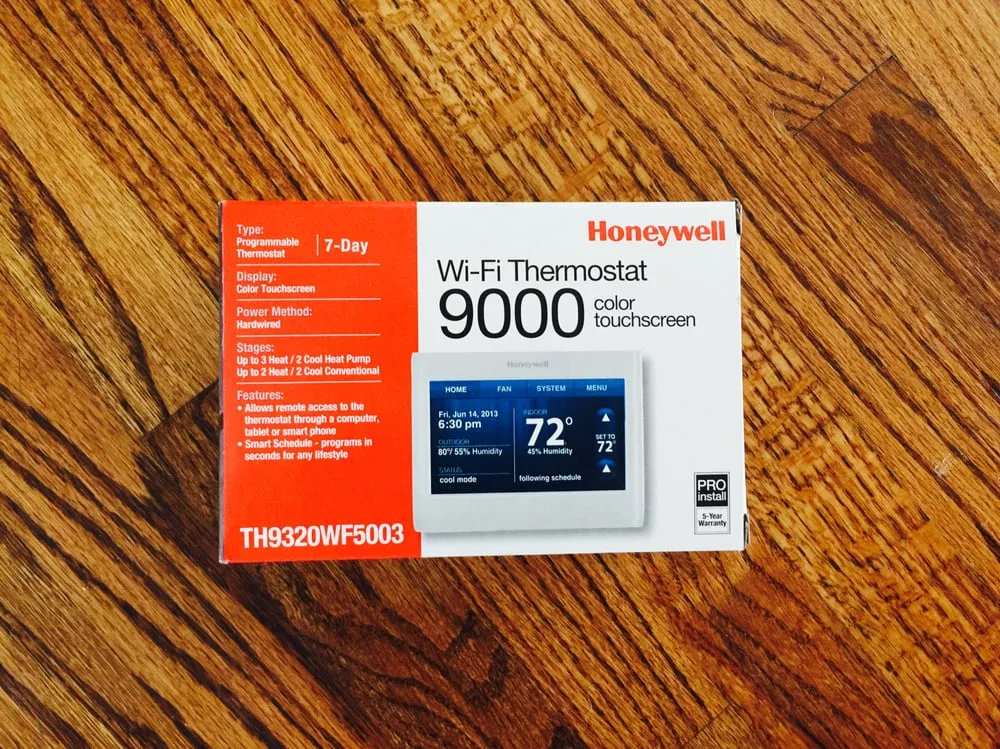 Type:
Programmable
Thermostat
7-Day
Display:
Color Touchscreen
Power Method:
Hardwired
Stages:
Up to 3 Heat / 2 Cool Heat Pump
Up to 2 Heat / 2 Cool Conventional
Features:
• Allows remote access to the
thermostat through a computer,
tablet or smart phone
• Smart Schedule - programs in
seconds for any lifestyle
TH9320WF5003
Honeywell
Wi-Fi Thermostat
9000 color
touchscreen
Honeywell
HOME FAN SYSTEM MENU
Fri, Jun 14, 2013
6:30 pm
OUTDOOR
80°/ 55% Humidity
STATUS
cool mode
INDOOR
72°
45% Humidity
following schedule
SET TO
72°
PRO
install
5-Year
Warranty